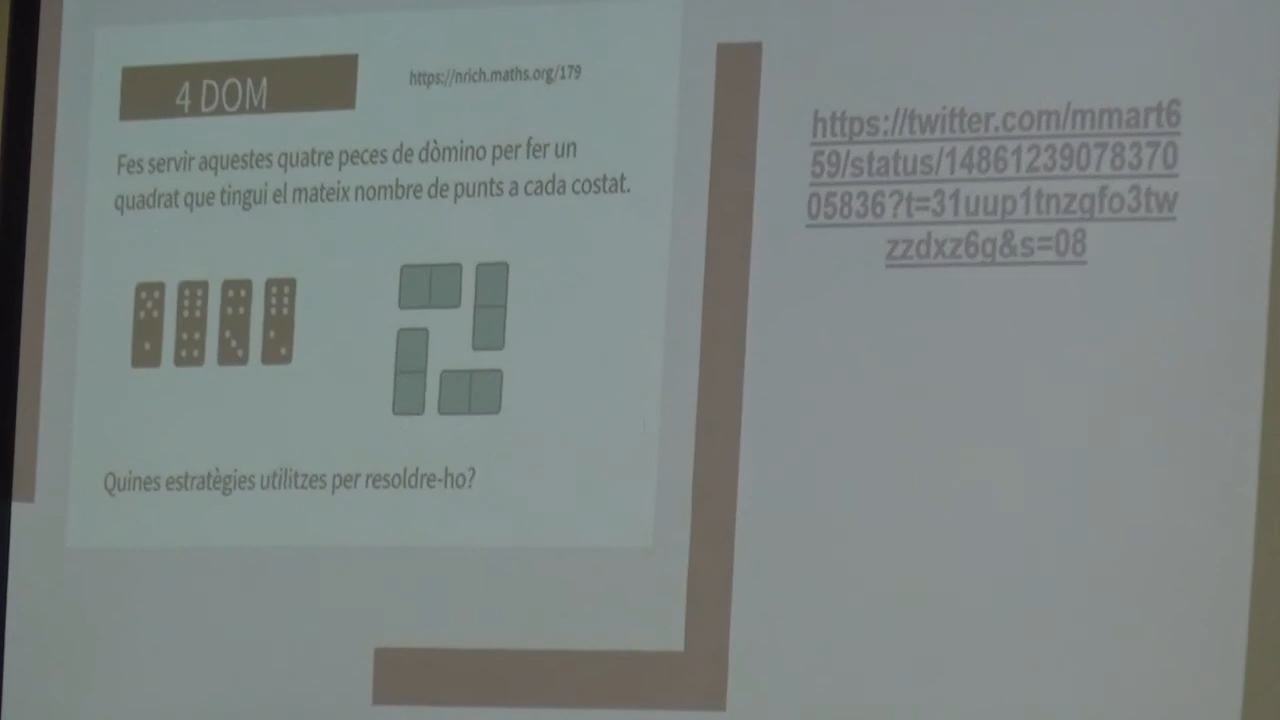 4 DOM
https://nrich.maths.org/179
Fes servir aquestes quatre peces de dòmino per fer un
quadrat que tingui el mateix nombre de punts a cada costat.
Quines estratègies utilitzes per resoldre-ho?
https://twitter.com/mmart6
59/status/14861239078370
05836?t=31uup1tnzgfo3tw
zzdxz6g&s=08